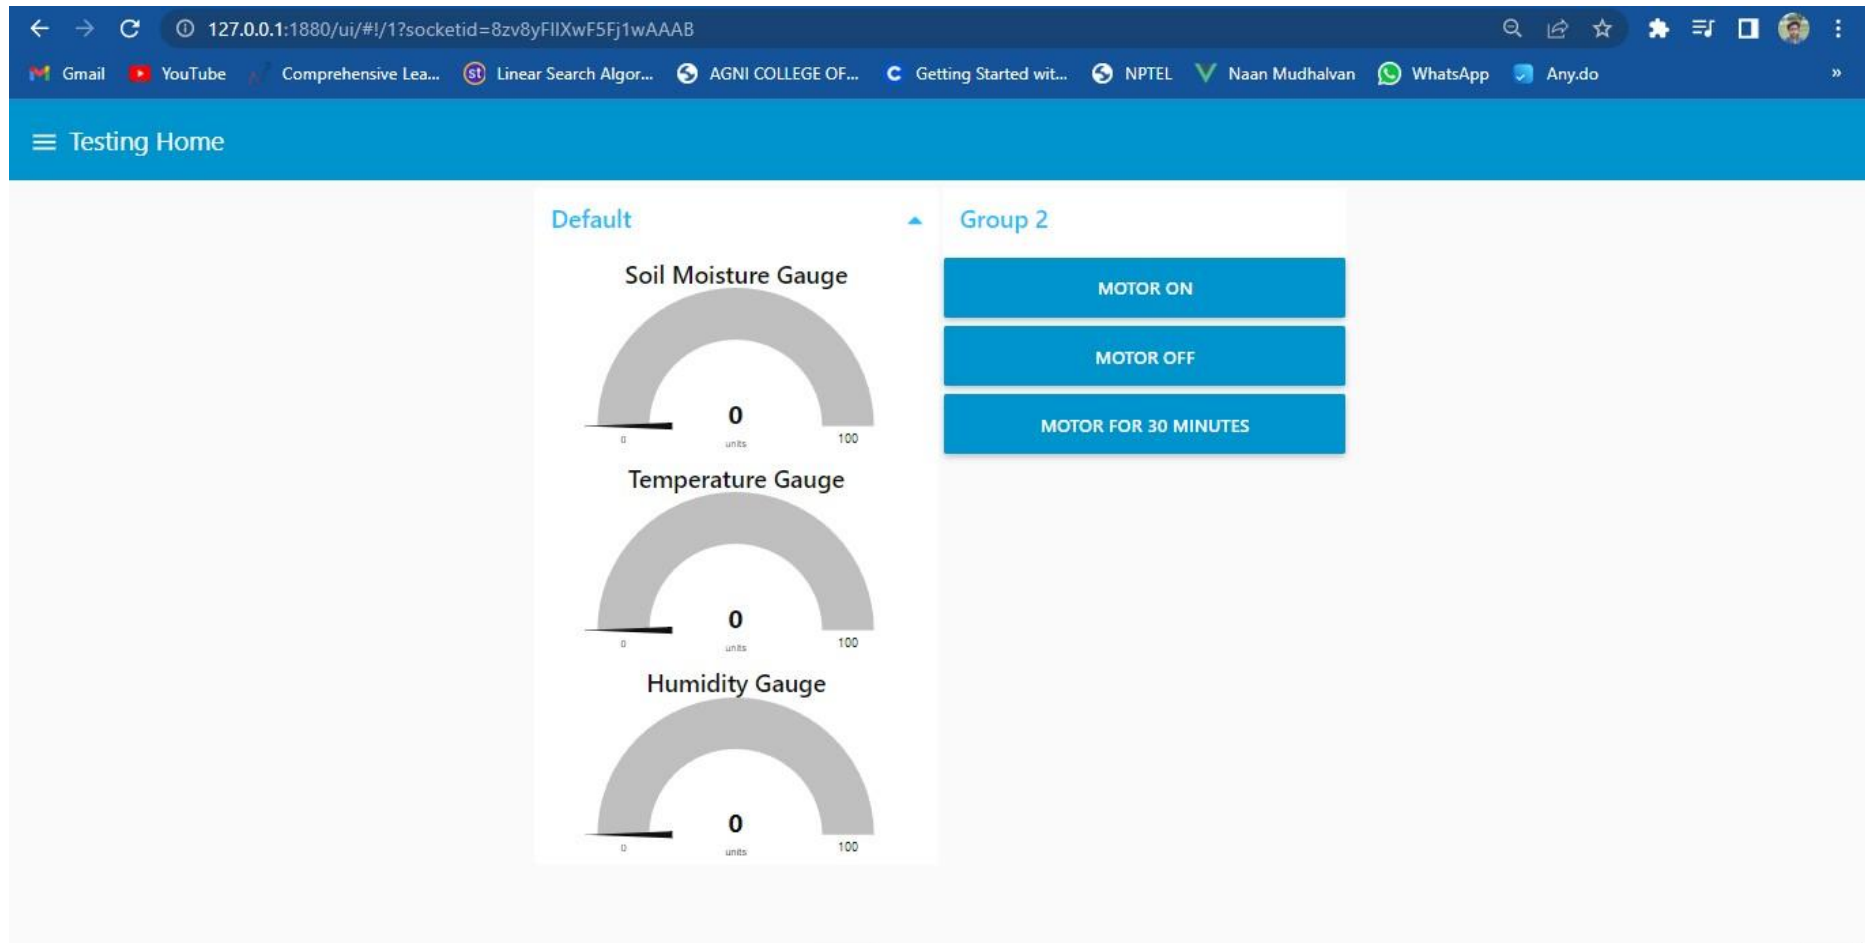 127.0.0.1:1880/ui/#!/1?socketid=8zv8yFIIXwF5Fj1wAAAB
Gmail YouTube Comprehensive Lea... st Linear Search Algor... AGNI COLLEGE OF... C Getting Started wit... NPTEL Naan Mudhalvan WhatsApp Any.do »
Testing Home
Default
Soil Moisture Gauge
0
0 units 100
Temperature Gauge
0
0 units 100
Humidity Gauge
0
0 units 100
Group 2
MOTOR ON
MOTOR OFF
MOTOR FOR 30 MINUTES